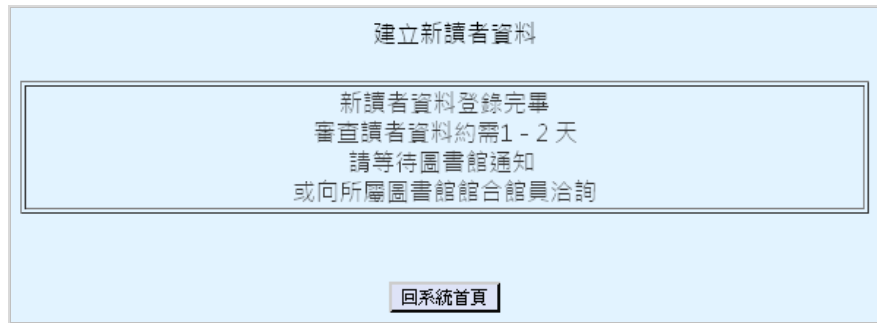 建立新讀者資料
新讀者資料登錄完畢
審查讀者資料約需1 - 2 天
請等待圖書館通知
或向所屬圖書館館合館員洽詢
回系統首頁